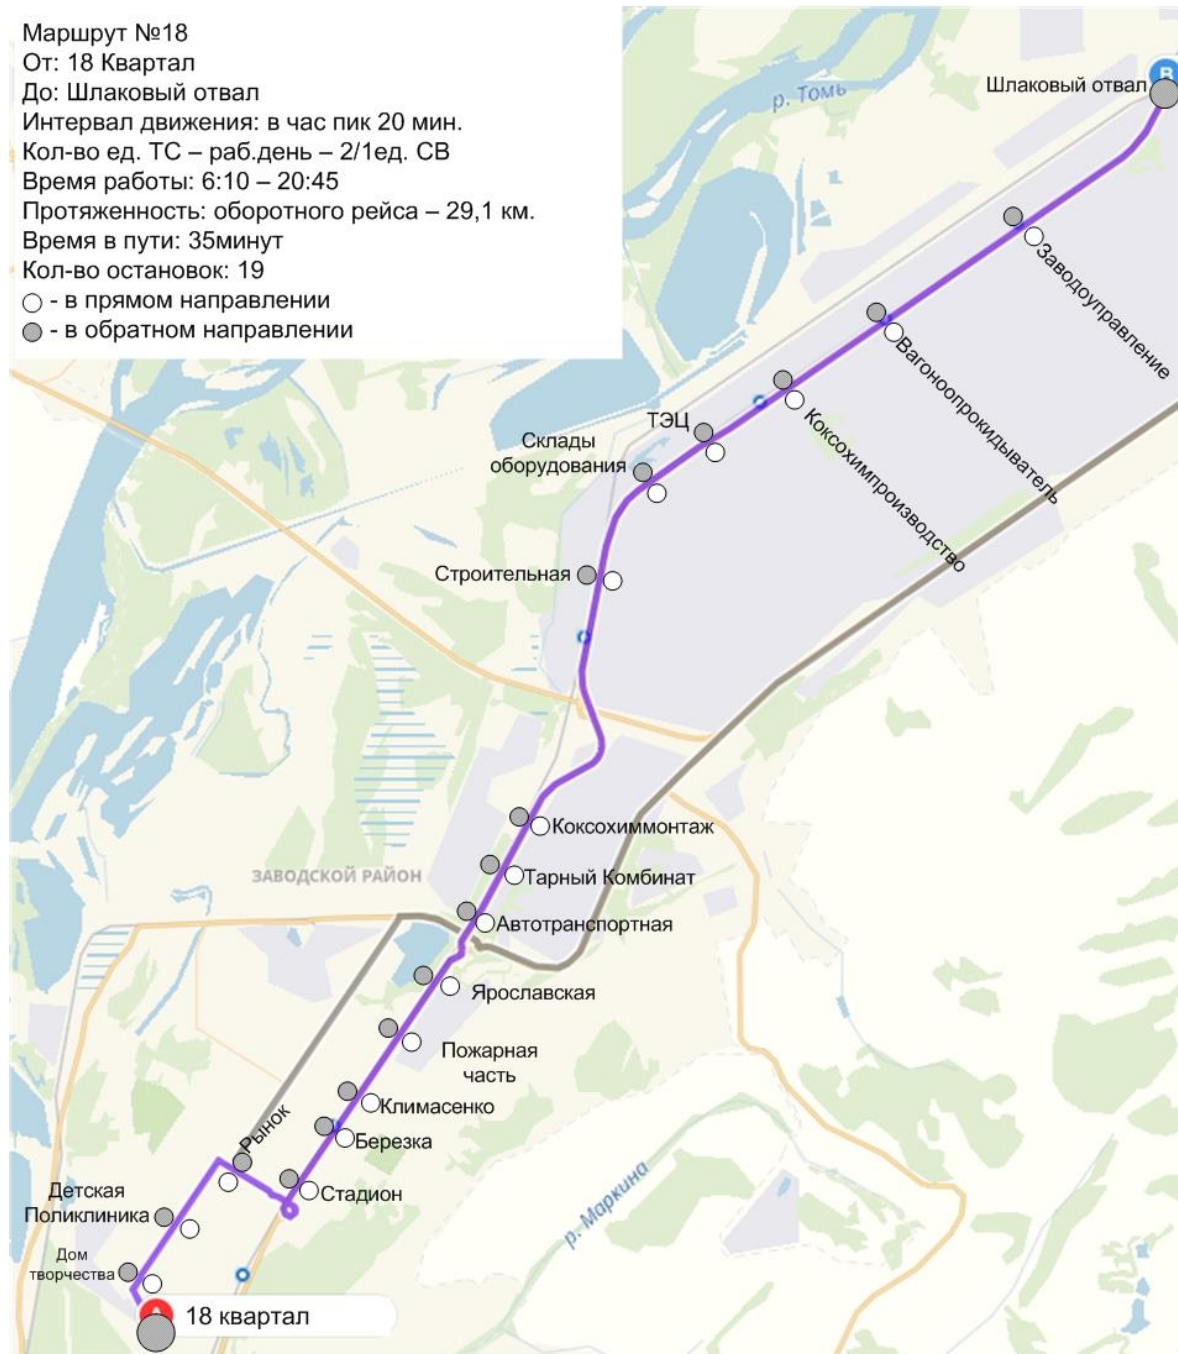 Маршрут №18
От: 18 Квартал
До: Шлаковый отвал
Интервал движения: в час пик 20 мин.
Кол-во ед. ТС – раб.день – 2/1ед. СВ
Время работы: 6:10 – 20:45
Протяженность: оборотного рейса – 29,1 км.
Время в пути: 35минут
Кол-во остановок: 19
- в прямом направлении
- в обратном направлении
р. Томь
B
Шлаковый отвал
Заводоуправление
Вагоноопрокидыватель
Коксохимпроизводство
ТЭЦ
Склады
оборудования
Строительная
Коксохиммонтаж
ЗАВОДСКОЙ РАЙОН
Тарный Комбинат
Автотранспортная
Ярославская
Пожарная
часть
Климасенко
Рынок
Березка
Стадион
р. Маркина
Детская
Поликлиника
Дом
творчества
A
18 квартал